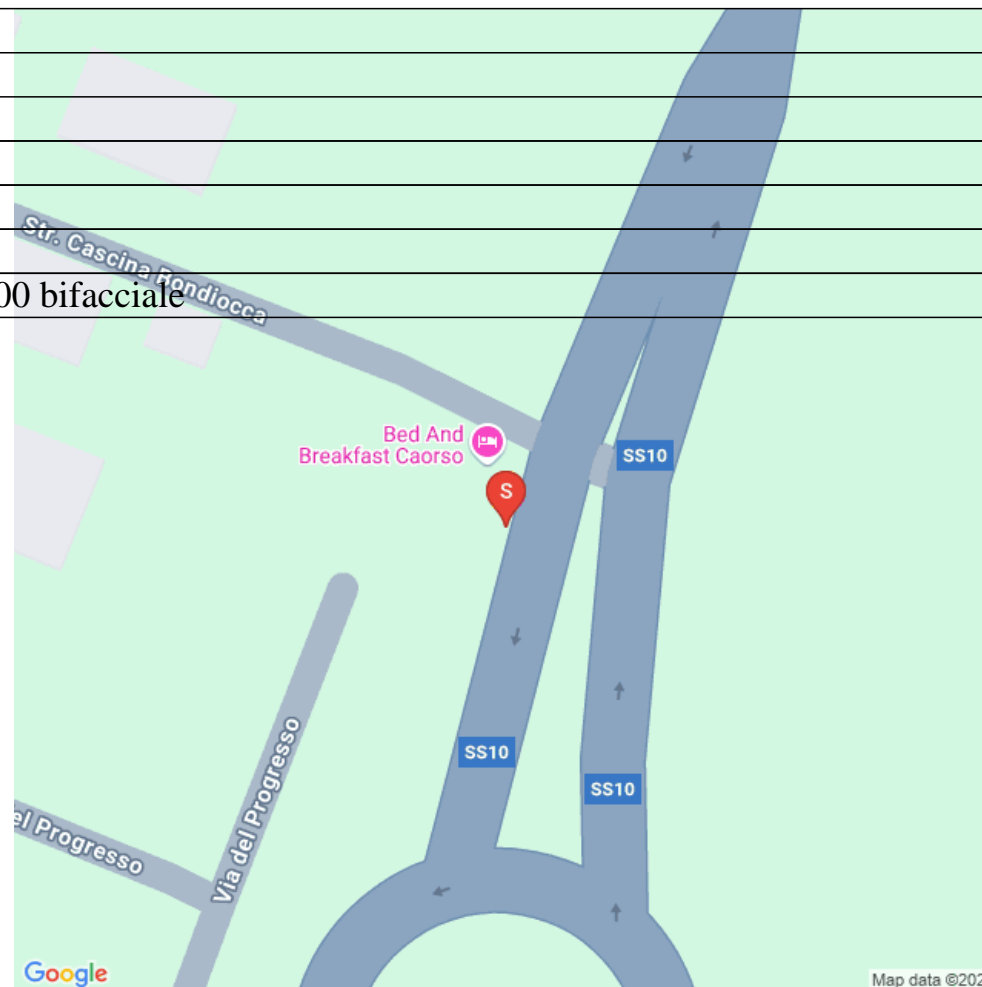 Str. Cascina Rondiocca
00 bifacciale
Bed And
Breakfast Caorso
SS10
S
SS10
SS10
Via del Progresso
el Progresso
Google
Map data ©202